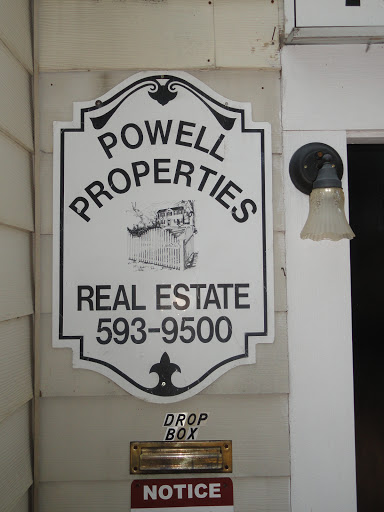 POWELL
PROPERTIES
REAL ESTATE
593-9500
DROP
BOX
NOTICE